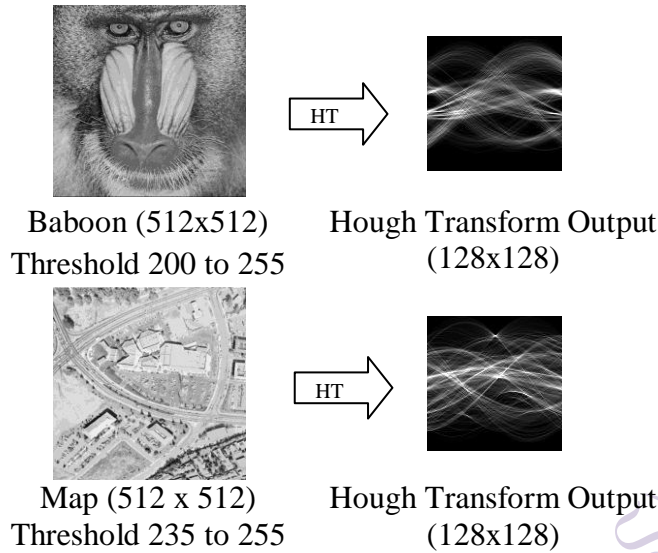 HT
Baboon (512x512)
Threshold 200 to 255
Hough Transform Output
(128x128)
HT
Map (512 x 512)
Threshold 235 to 255
Hough Transform Output
(128x128)